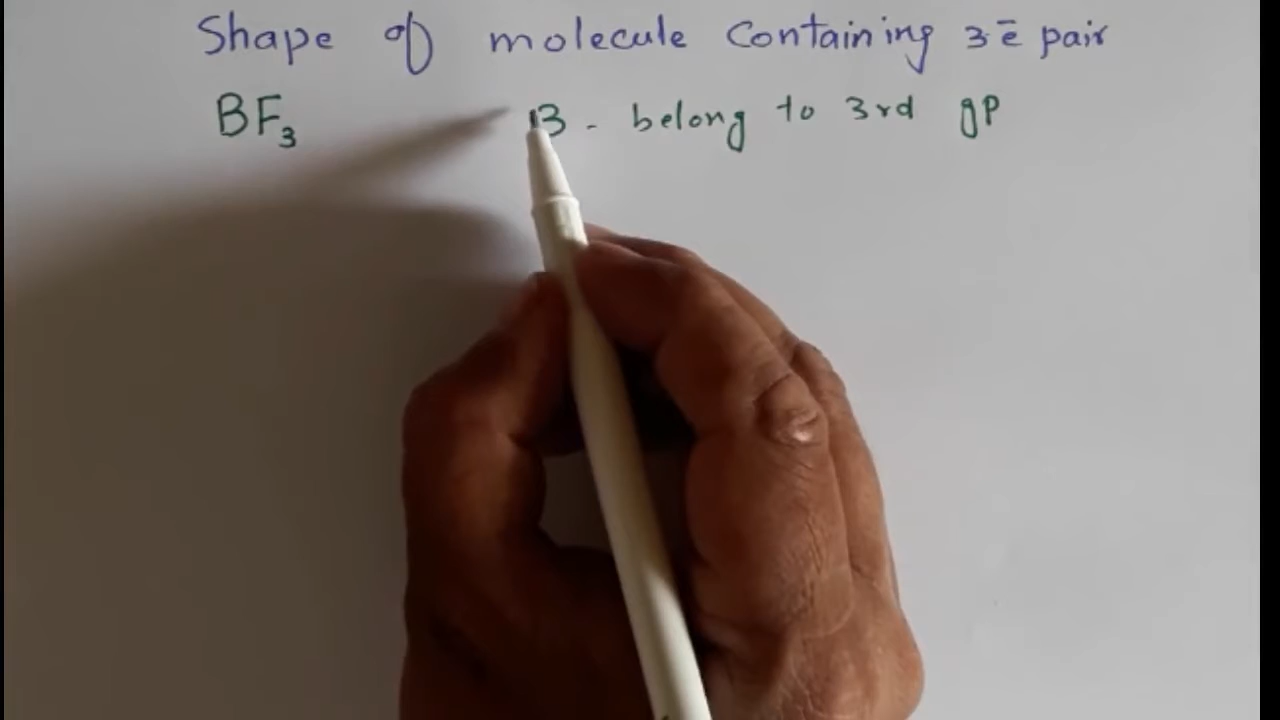 Shape of molecule containing 3 ē pair
BF₃ B - belong to 3rd gp